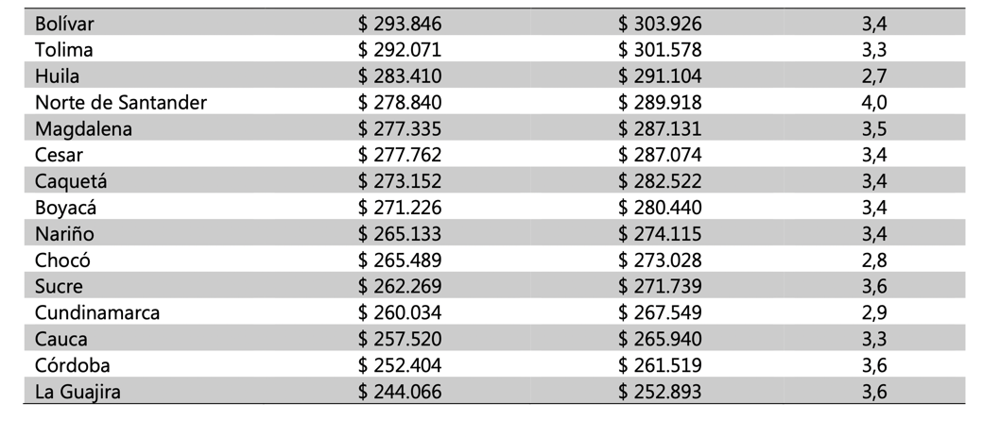 Bolívar $ 293.846 $ 303.926 3,4
Tolima $ 292.071 $ 301.578 3,3
Huila $ 283.410 $ 291.104 2,7
Norte de Santander $ 278.840 $ 289.918 4,0
Magdalena $ 277.335 $ 287.131 3,5
Cesar $ 277.762 $ 287.074 3,4
Caquetá $ 273.152 $ 282.522 3,4
Boyacá $ 271.226 $ 280.440 3,4
Nariño $ 265.133 $ 274.115 3,4
Chocó $ 265.489 $ 273.028 2,8
Sucre $ 262.269 $ 271.739 3,6
Cundinamarca $ 260.034 $ 267.549 2,9
Cauca $ 257.520 $ 265.940 3,3
Córdoba $ 252.404 $ 261.519 3,6
La Guajira $ 244.066 $ 252.893 3,6